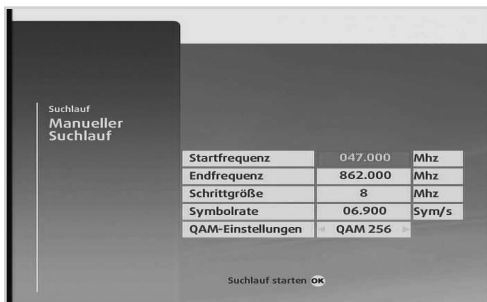 Suchlauf
Manueller
Suchlauf
Startfrequenz 047.000 Mhz
Endfrequenz 862.000 Mhz
Schrittgröße 8 Mhz
Symbolrate 06.900 Sym/s
QAM-Einstellungen QAM 256
Suchlauf starten OK